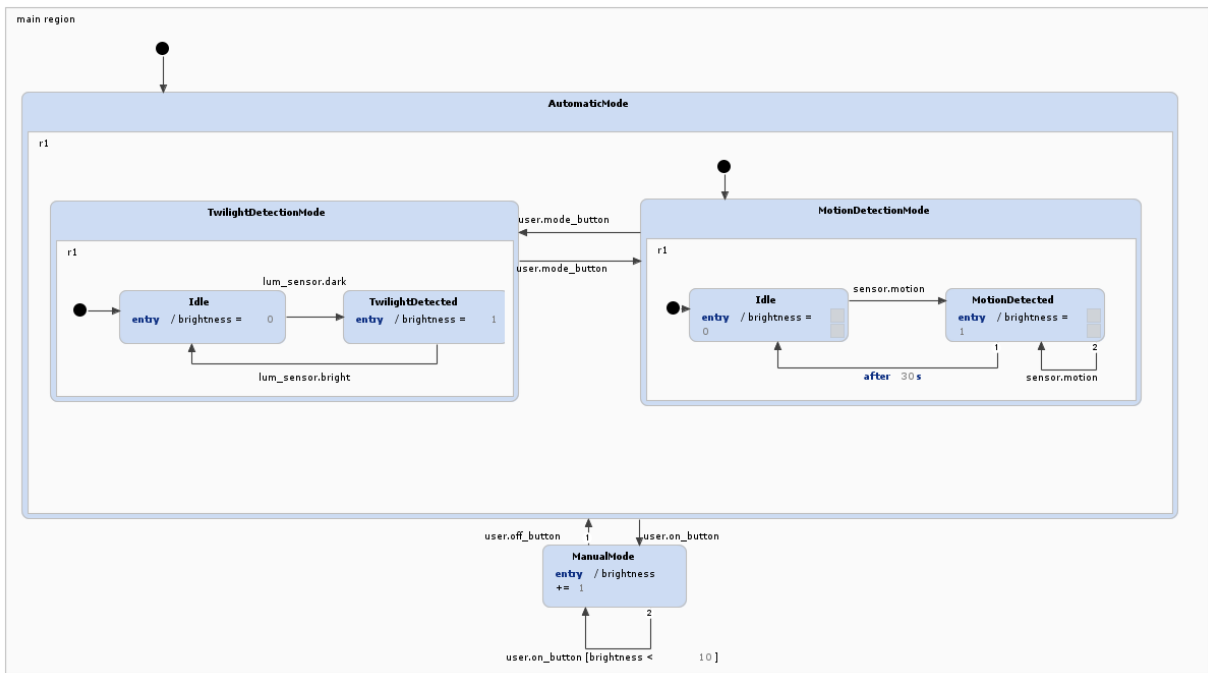 main region
AutomaticMode
r1
TwilightDetectionMode
r1
lum_sensor.dark
Idle
entry / brightness = 0
TwilightDetected
entry / brightness = 1
lum_sensor.bright
user.mode_button
user.mode_button
MotionDetectionMode
r1
sensor.motion
Idle
entry / brightness =
0
MotionDetected
entry / brightness =
1
1
2
after 30 s
sensor.motion
user.off_button
1
user.on_button
ManualMode
entry / brightness
+= 1
2
user.on_button [brightness < 10 ]